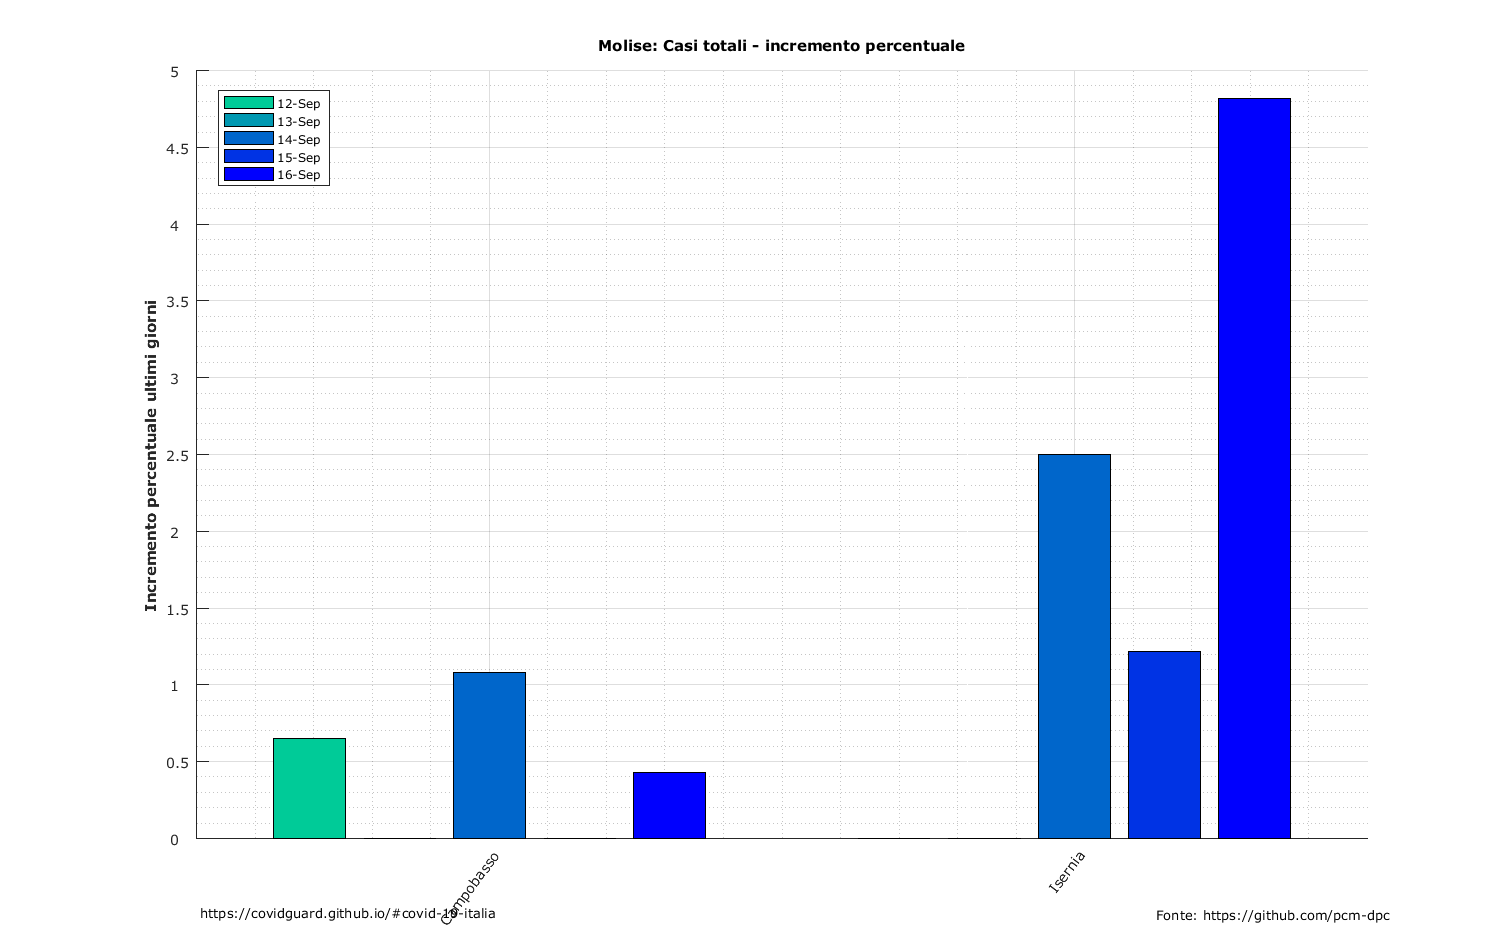 Molise: Casi totali - incremento percentuale
5
4.5
4
3.5
3
2.5
2
1.5
1
0.5
0
Incremento percentuale ultimi giorni
12-Sep
13-Sep
14-Sep
15-Sep
16-Sep
Campobasso
Isernia
https://covidguard.github.io/#covid-19-italia
Fonte: https://github.com/pcm-dpc